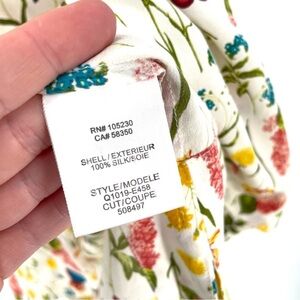 RN# 105230
CA# 58350
SHELL/EXTERIEUR
100% SILK/SOIE
STYLE/MODELE
Q1019-E458
CUT/COUPE
508497